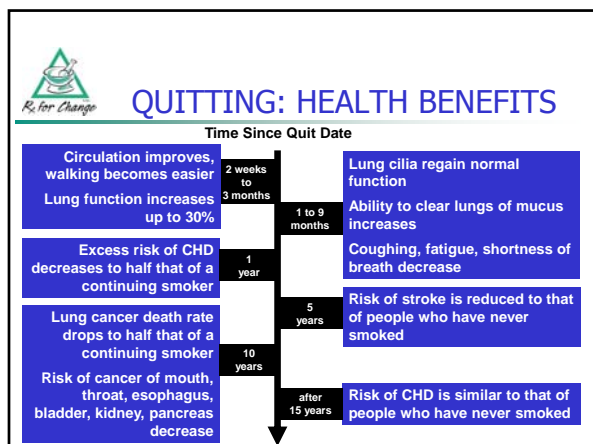 Rx for Change
QUITTING: HEALTH BENEFITS
Time Since Quit Date
Circulation improves,
walking becomes easier
Lung function increases
up to 30%
2 weeks
to
3 months
Lung cilia regain normal
function
Ability to clear lungs of mucus
increases
Coughing, fatigue, shortness of
breath decrease
1 to 9
months
Excess risk of CHD
decreases to half that of a
continuing smoker
1
year
Risk of stroke is reduced to that
of people who have never
smoked
5
years
Lung cancer death rate
drops to half that of a
continuing smoker
Risk of cancer of mouth,
throat, esophagus,
bladder, kidney, pancreas
decrease
10
years
Risk of CHD is similar to that of
people who have never smoked
after
15 years